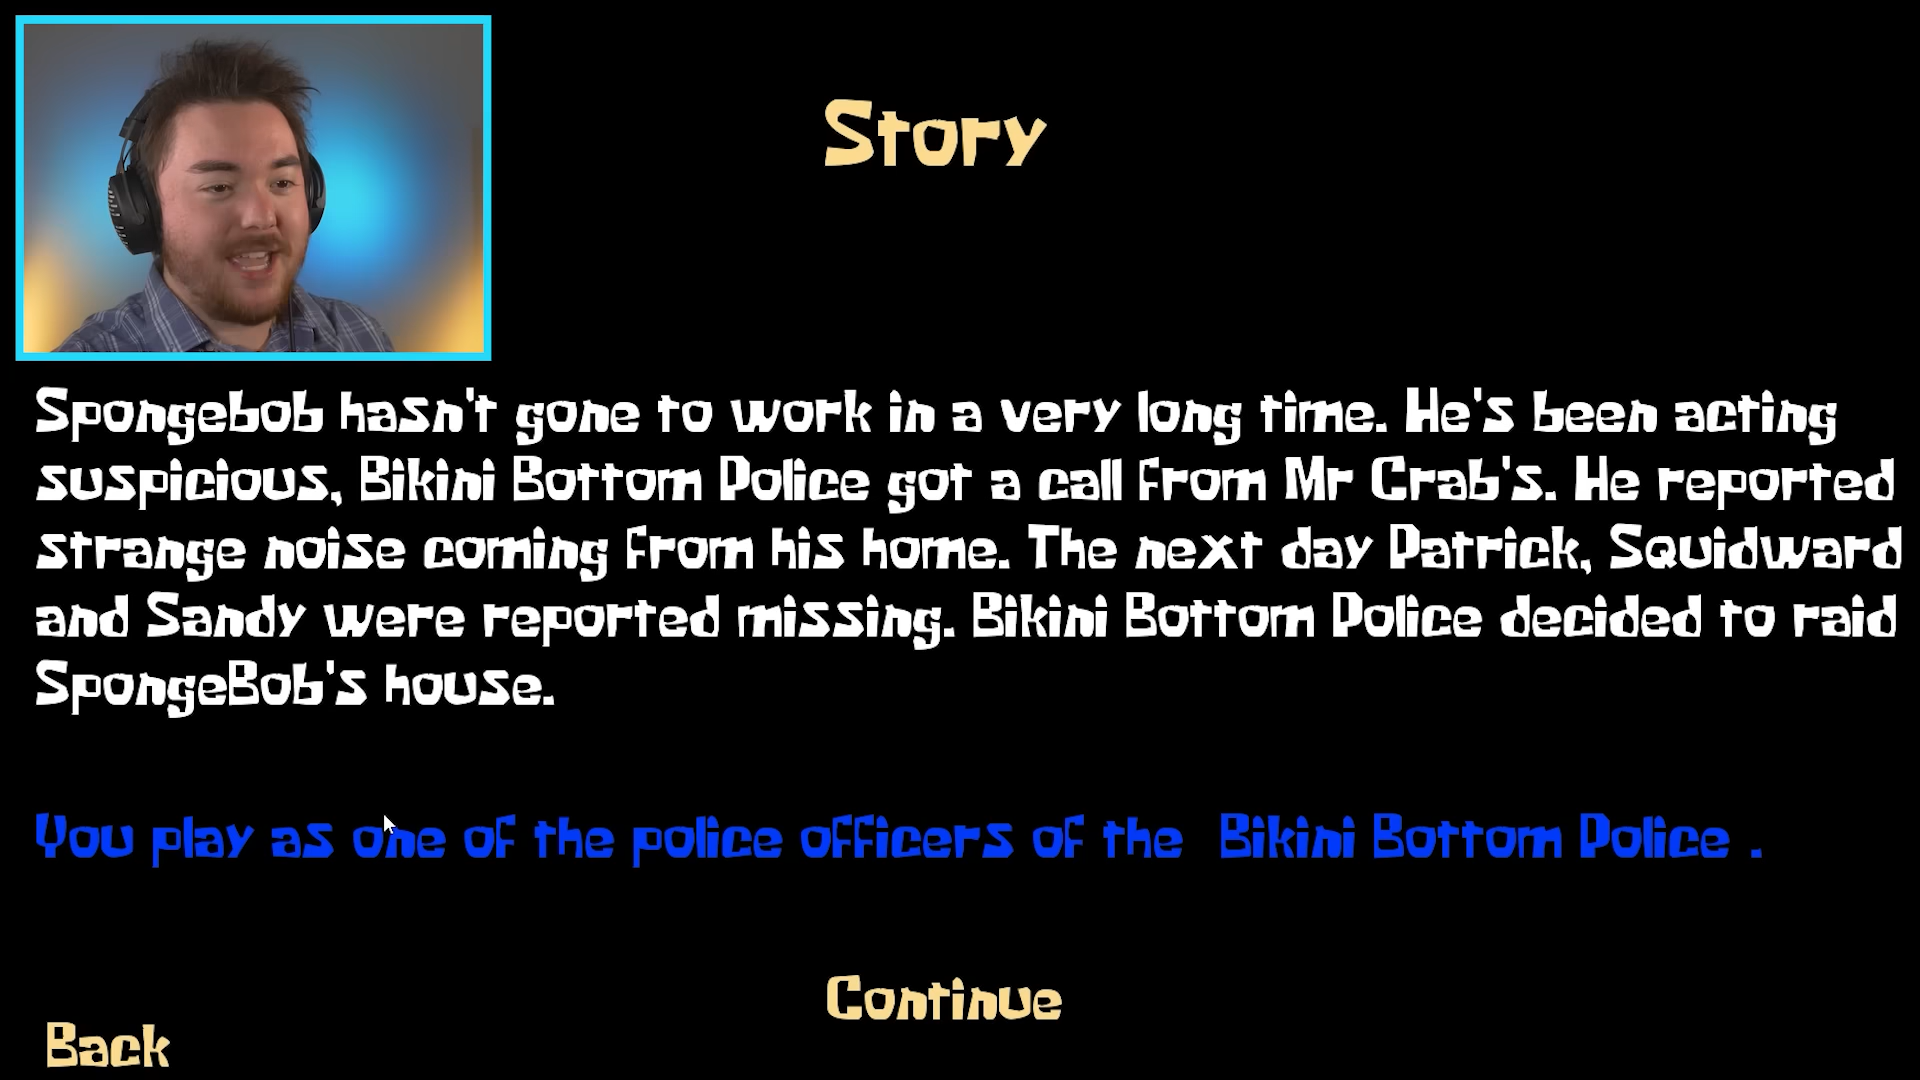 Story
Spongebob hasn't gone to work in a very long time. He's been acting
suspicious, Bikini Bottom Police got a call from Mr Crab's. He reported
strange noise coming from his home. The next day Patrick, Squidward
and Sandy were reported missing. Bikini Bottom Police decided to raid
SpongeBob's house.
You play as one of the police officers of the  Bikini Bottom Police .
Continue
Back